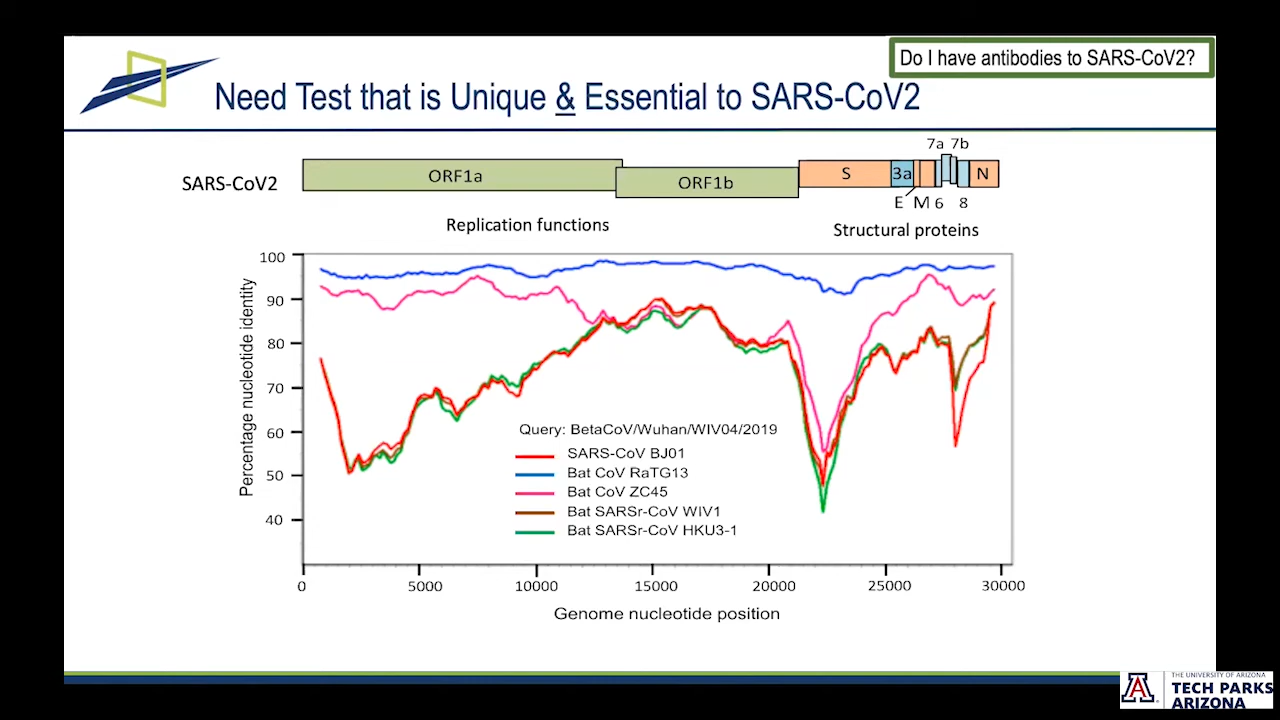 Do I have antibodies to SARS-CoV2?
Need Test that is Unique & Essential to SARS-CoV2
7a 7b
SARS-CoV2
ORF1a
ORF1b
S
3a
N
E M 6 8
Replication functions
Structural proteins
Percentage nucleotide identity
100
90
80
70
60
50
40
Query: BetaCoV/Wuhan/WIV04/2019
SARS-CoV BJ01
Bat CoV RaTG13
Bat CoV ZC45
Bat SARSr-CoV WIV1
Bat SARSr-CoV HKU3-1
0 5000 10000 15000 20000 25000 30000
Genome nucleotide position
A
THE UNIVERSITY OF ARIZONA
TECH PARKS
ARIZONA